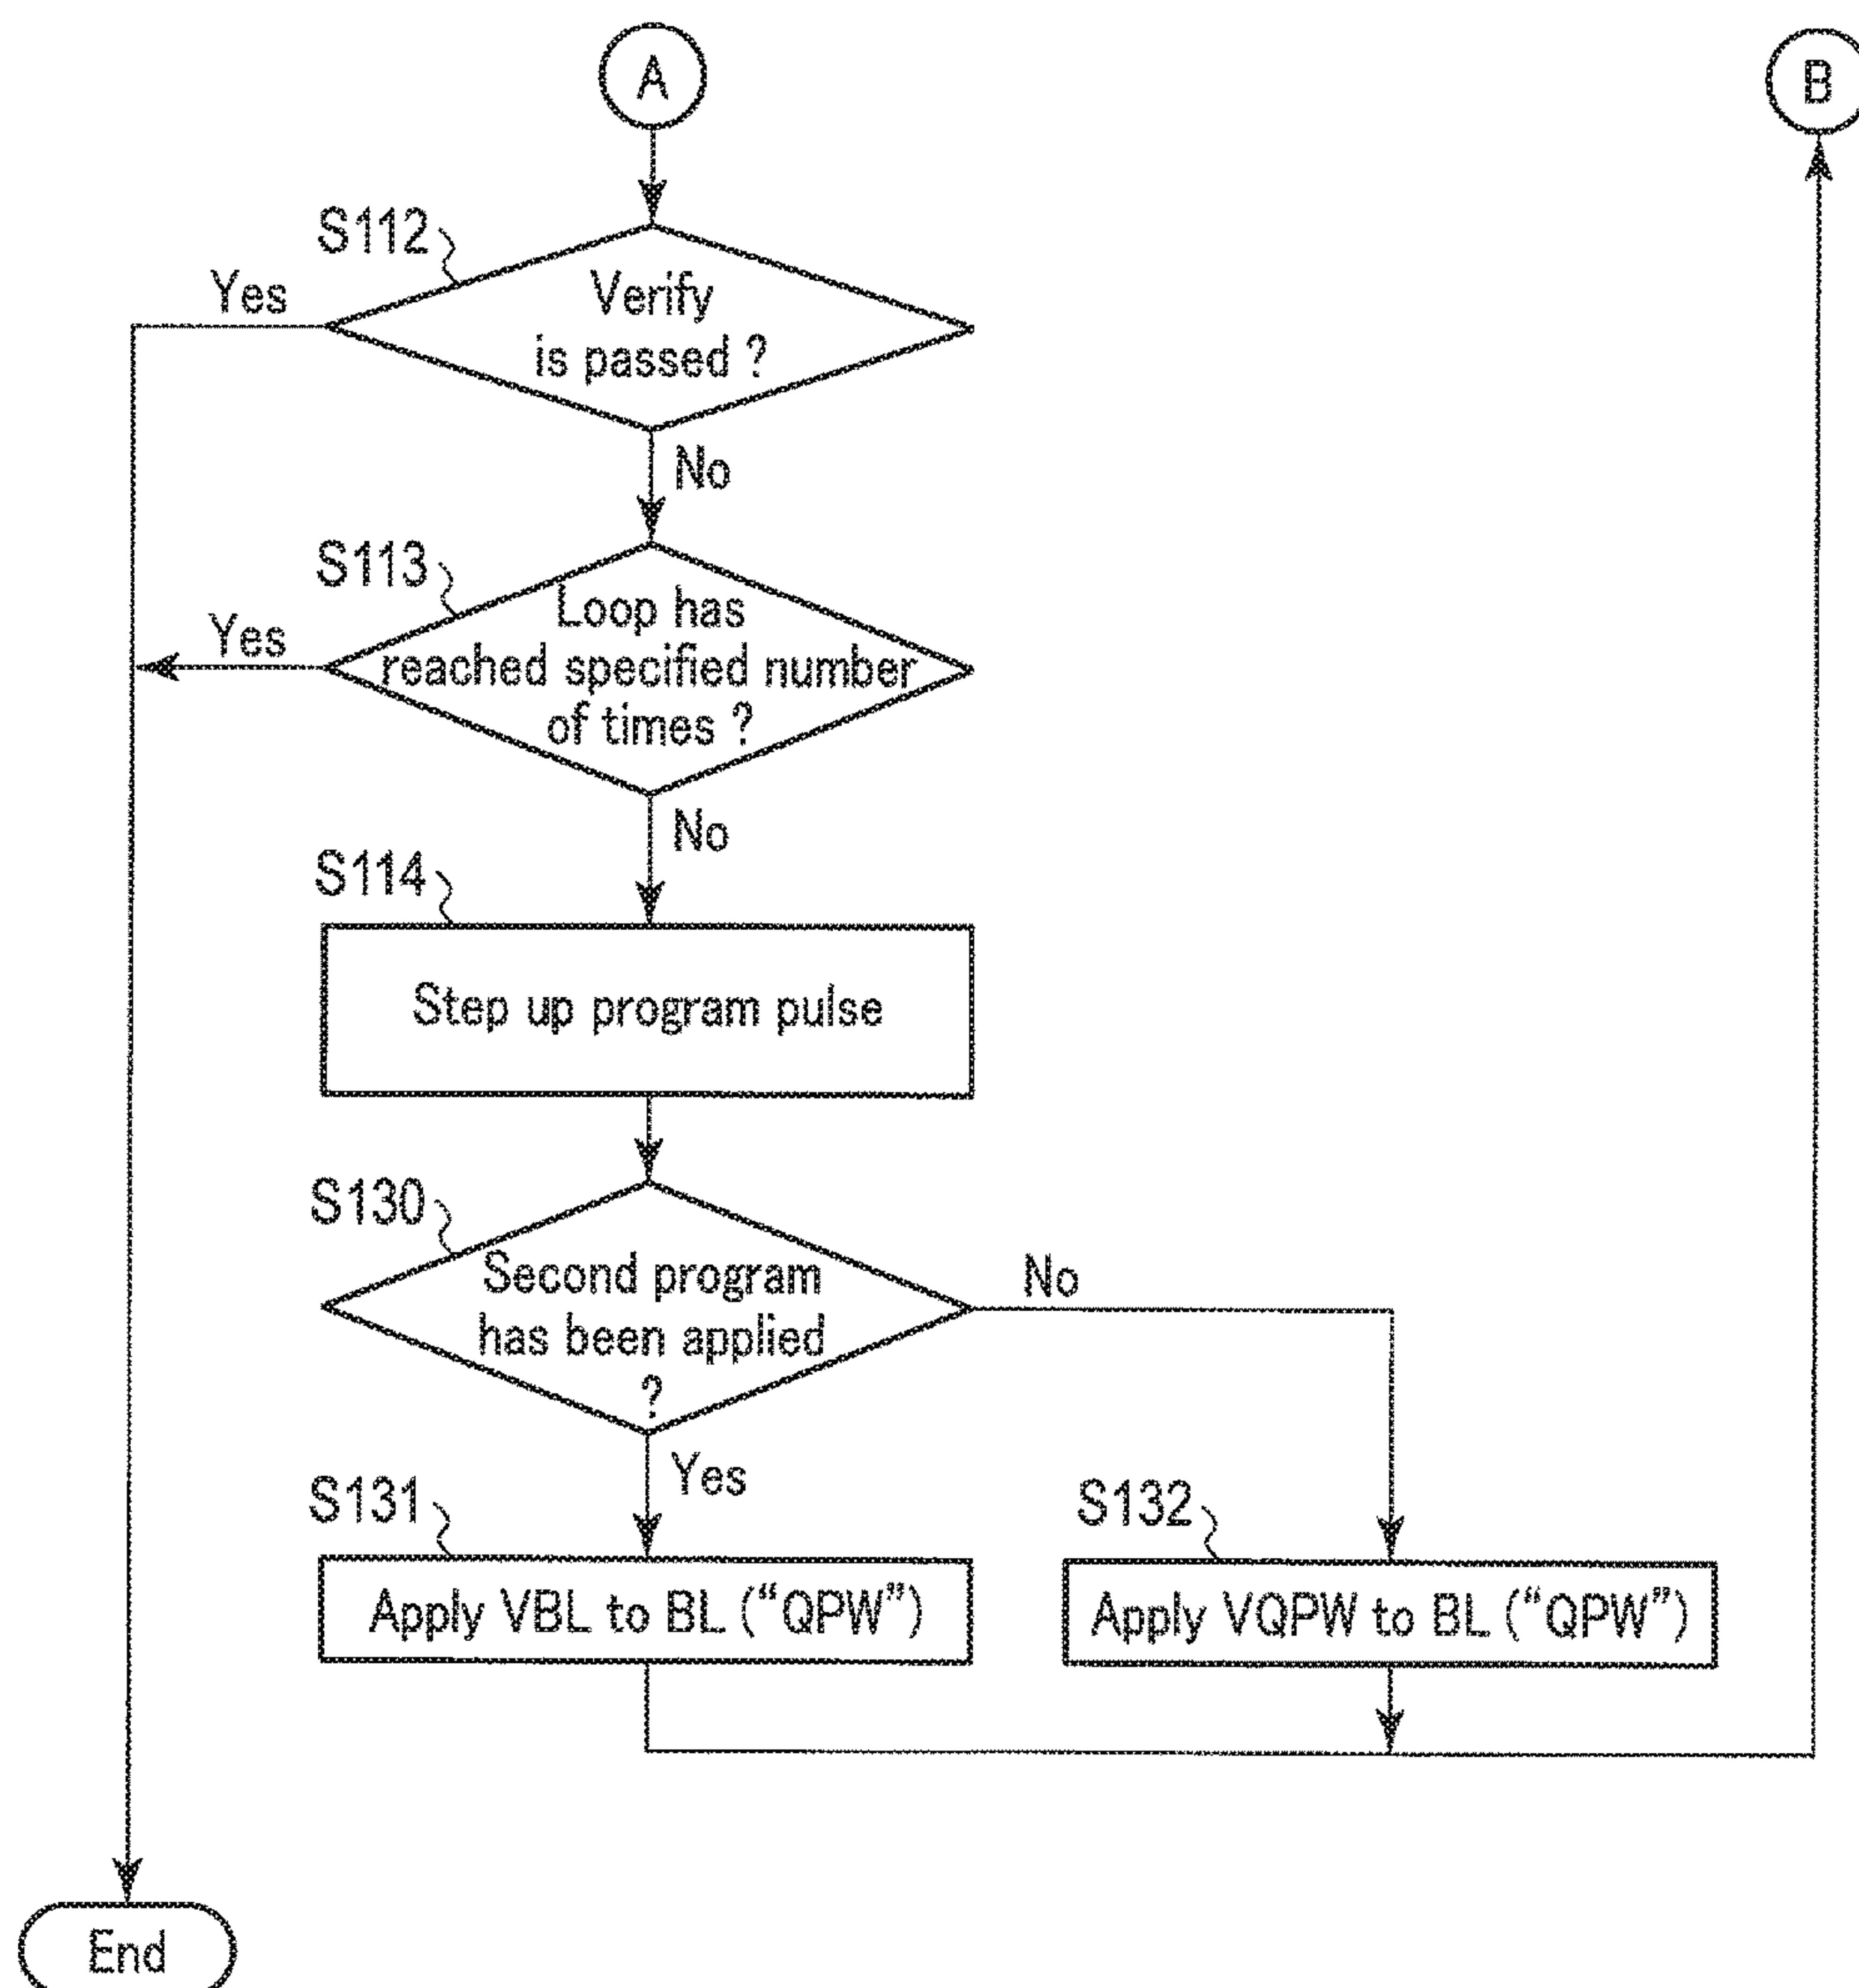 A
B
S112
Yes
Verify
is passed ?
No
S113
Yes
Loop has
reached specified number
of times ?
No
S114
Step up program pulse
S130
Second program
has been applied
?
No
Yes
S131
Apply VBL to BL (“QPW”)
S132
Apply VQPW to BL (“QPW”)
End